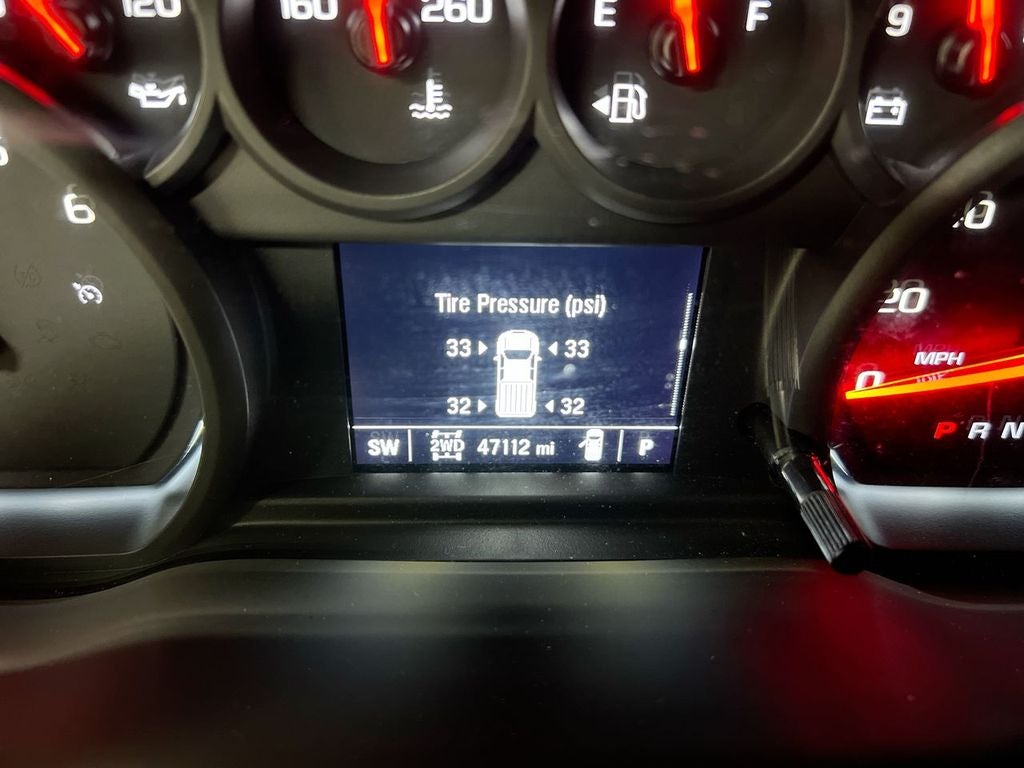 120
160 260
E F
9
6
Tire Pressure (psi)
33 33
32 32
SW 2WD 47112 mi P
20
MPH
0
P R N